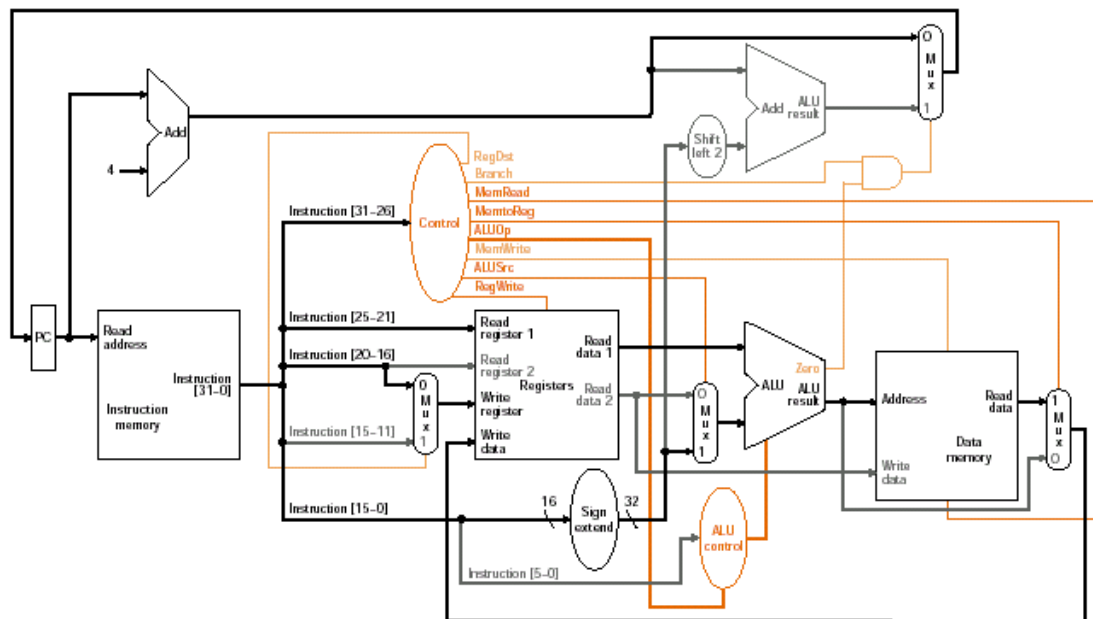 0
M
u
x
1
Add
ALU
result
Add
4
Shift
left 2
RegDst
Branch
MemRead
MemtoReg
ALUOp
MemWrite
ALUSrc
RegWrite
Control
Instruction [31–26]
PC
Read
address
Instruction
[31–0]
Instruction
memory
Instruction [25–21]
Instruction [20–16]
Instruction [15–11]
Instruction [15–0]
Instruction [5–0]
0
M
u
x
1
Read
register 1
Read
register 2
Write
register
Write
data
Registers
Read
data 1
Read
data 2
0
M
u
x
1
Zero
ALU
ALU
result
Address
Write
data
Read
data
Data
memory
1
M
u
x
0
16
Sign
extend
32
ALU
control